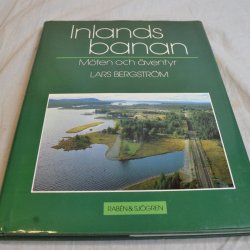 Inlands
banan
Möten och äventyr
LARS BERGSTRÖM
RABÉN & SJÖGREN